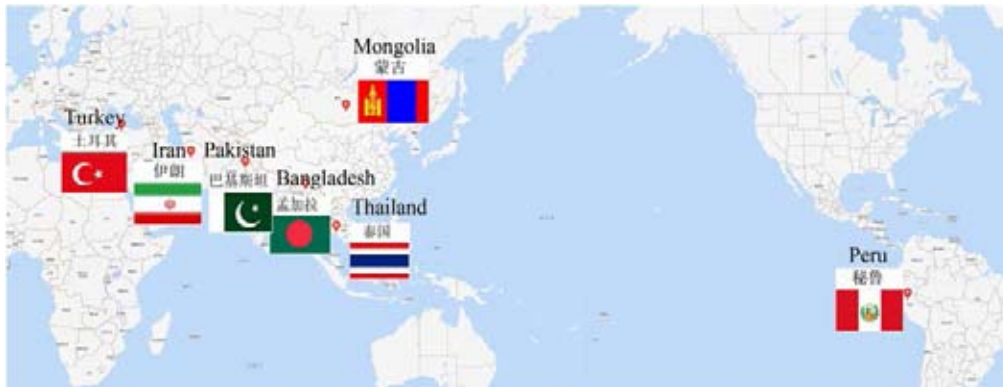 Mongolia
蒙古
Turkey
土耳其
Iran
伊朗
Pakistan
巴基斯坦
Bangladesh
孟加拉
Thailand
泰国
Peru
秘鲁